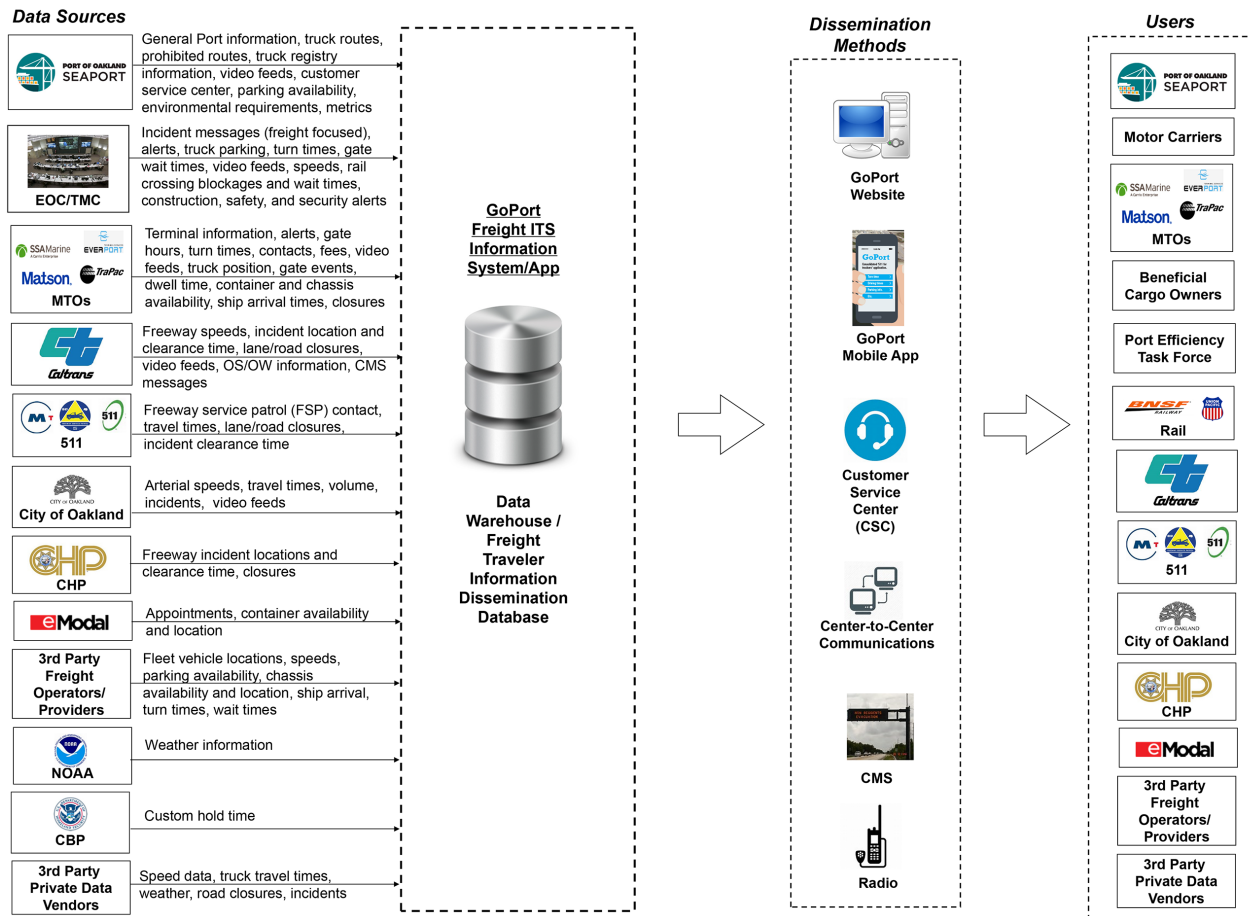 Data Sources
PORT OF OAKLAND
SEAPORT
General Port information, truck routes,
prohibited routes, truck registry
information, video feeds, customer
service center, parking availability,
environmental requirements, metrics
EOC/TMC
Incident messages (freight focused),
alerts, truck parking, turn times, gate
wait times, video feeds, speeds, rail
crossing blockages and wait times,
construction, safety, and security alerts
SSAMarine
A Carrix Enterprise
EVERPORT
Matson.
TraPac
MTOs
Terminal information, alerts, gate
hours, turn times, contacts, fees, video
feeds, truck position, gate events,
dwell time, container and chassis
availability, ship arrival times, closures
Caltrans
Freeway speeds, incident location and
clearance time, lane/road closures,
video feeds, OS/OW information, CMS
messages
M T
511
511
Freeway service patrol (FSP) contact,
travel times, lane/road closures,
incident clearance time
CITY OF OAKLAND
City of Oakland
Arterial speeds, travel times, volume,
incidents,  video feeds
CHP
CHP
Freeway incident locations and
clearance time, closures
eModal
Appointments, container availability
and location
3rd Party
Freight
Operators/
Providers
Fleet vehicle locations, speeds,
parking availability, chassis
availability and location, ship arrival,
turn times, wait times
NOAA
NOAA
Weather information
CBP
Custom hold time
3rd Party
Private Data
Vendors
Speed data, truck travel times,
weather, road closures, incidents
GoPort
Freight ITS
Information
System/App
Data
Warehouse /
Freight
Traveler
Information
Dissemination
Database
Dissemination
Methods
GoPort
Website
GoPort
GoPort
Mobile App
Customer
Service
Center
(CSC)
Center-to-Center
Communications
CMS
Radio
Users
PORT OF OAKLAND
SEAPORT
Motor Carriers
SSAMarine
A Carrix Enterprise
EVERPORT
Matson.
TraPac
MTOs
Beneficial
Cargo Owners
Port Efficiency
Task Force
BNSF
RAILWAY
UNION
PACIFIC
Rail
Caltrans
M T
511
511
CITY OF OAKLAND
City of Oakland
CHP
CHP
eModal
3rd Party
Freight
Operators/
Providers
3rd Party
Private Data
Vendors